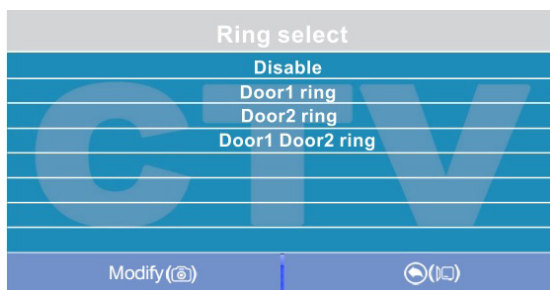 Ring select
Disable
Door1 ring
Door2 ring
Door1 Door2 ring
CTV
Modify()
()